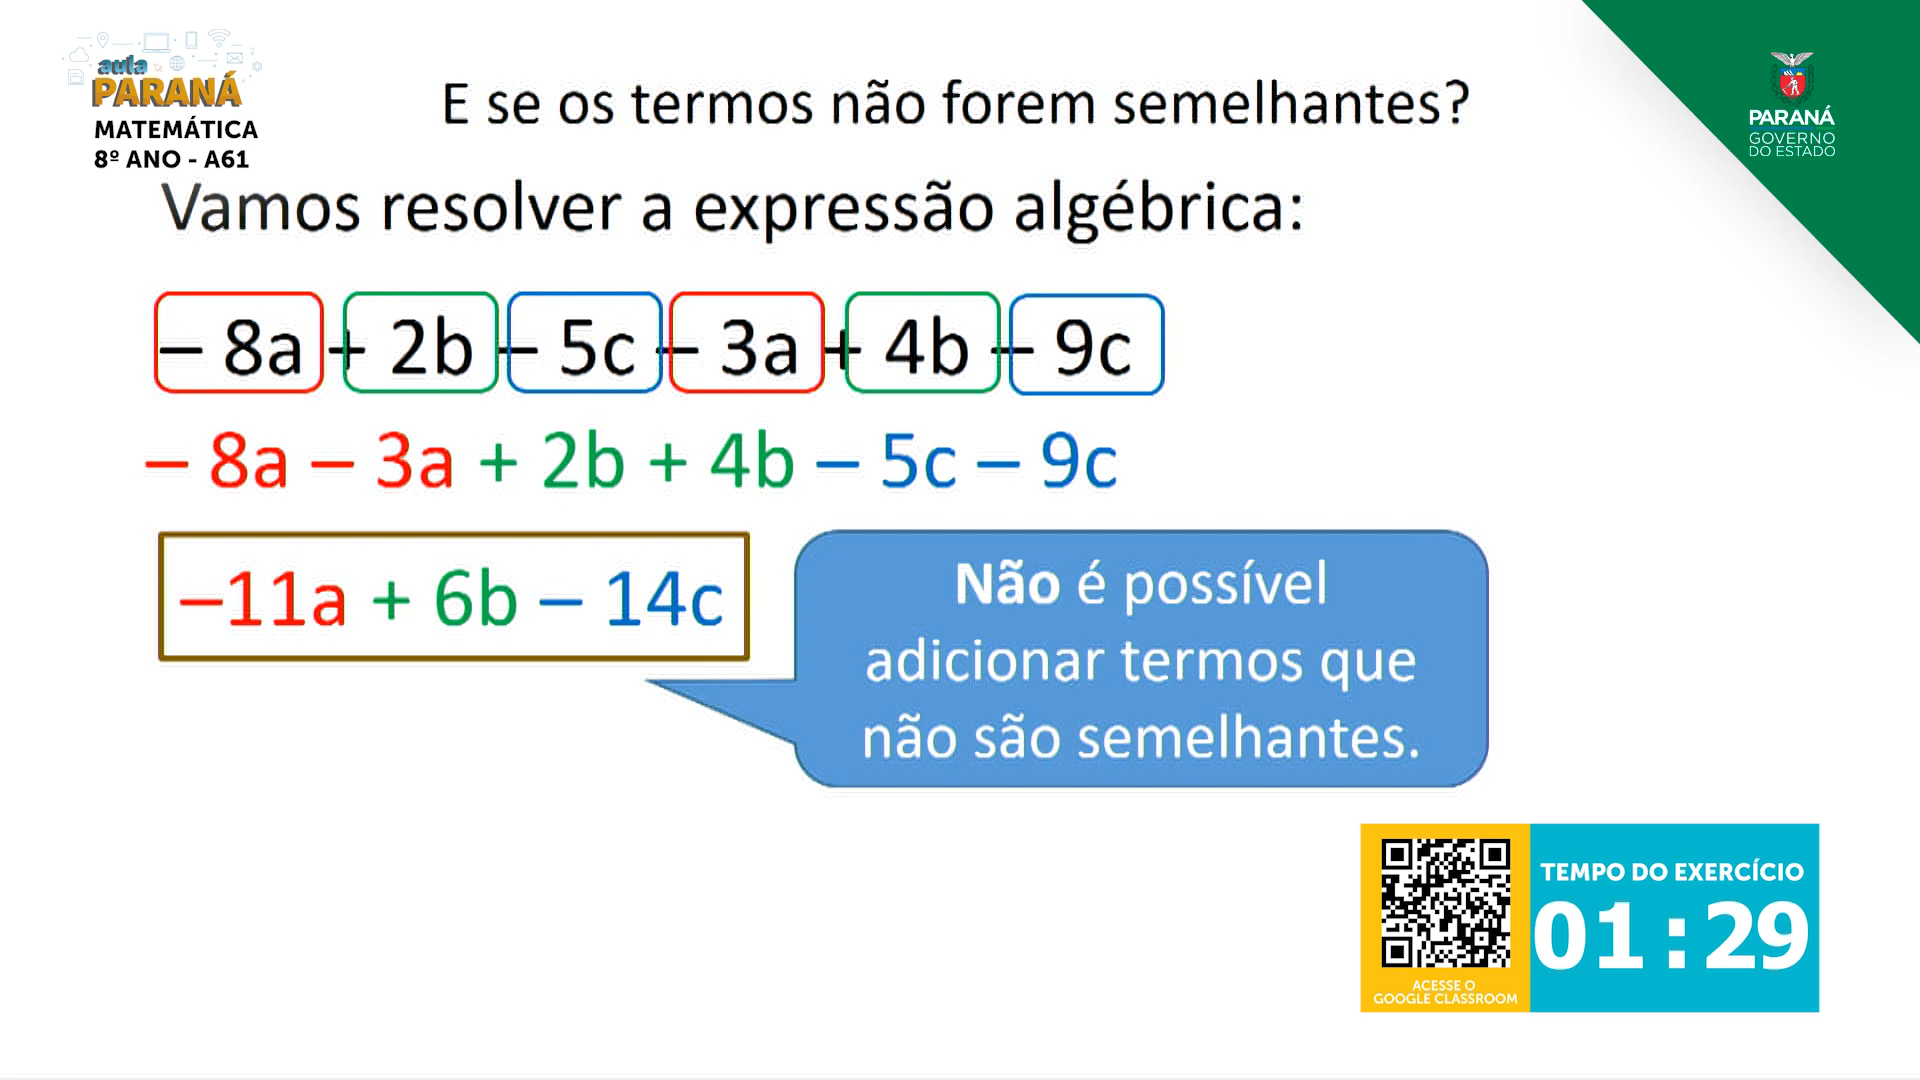 aula
PARANÁ
MATEMÁTICA
8º ANO - A61
E se os termos não forem semelhantes?
PARANÁ
GOVERNO
DO ESTADO
Vamos resolver a expressão algébrica:
– 8a + 2b – 5c – 3a + 4b – 9c
– 8a – 3a + 2b + 4b – 5c – 9c
–11a + 6b – 14c
Não é possível
adicionar termos que
não são semelhantes.
TEMPO DO EXERCÍCIO
01:29
ACESSE O
GOOGLE CLASSROOM